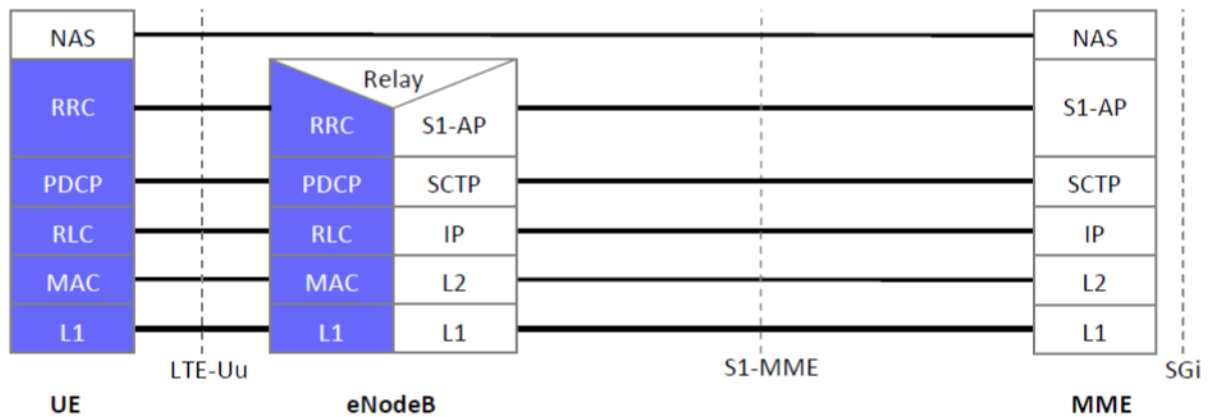 NAS NAS
Relay
RRC RRC S1-AP S1-AP
PDCP PDCP SCTP SCTP
RLC RLC IP IP
MAC MAC L2 L2
L1 L1 L1 L1
LTE-Uu S1-MME SGi
UE eNodeB MME